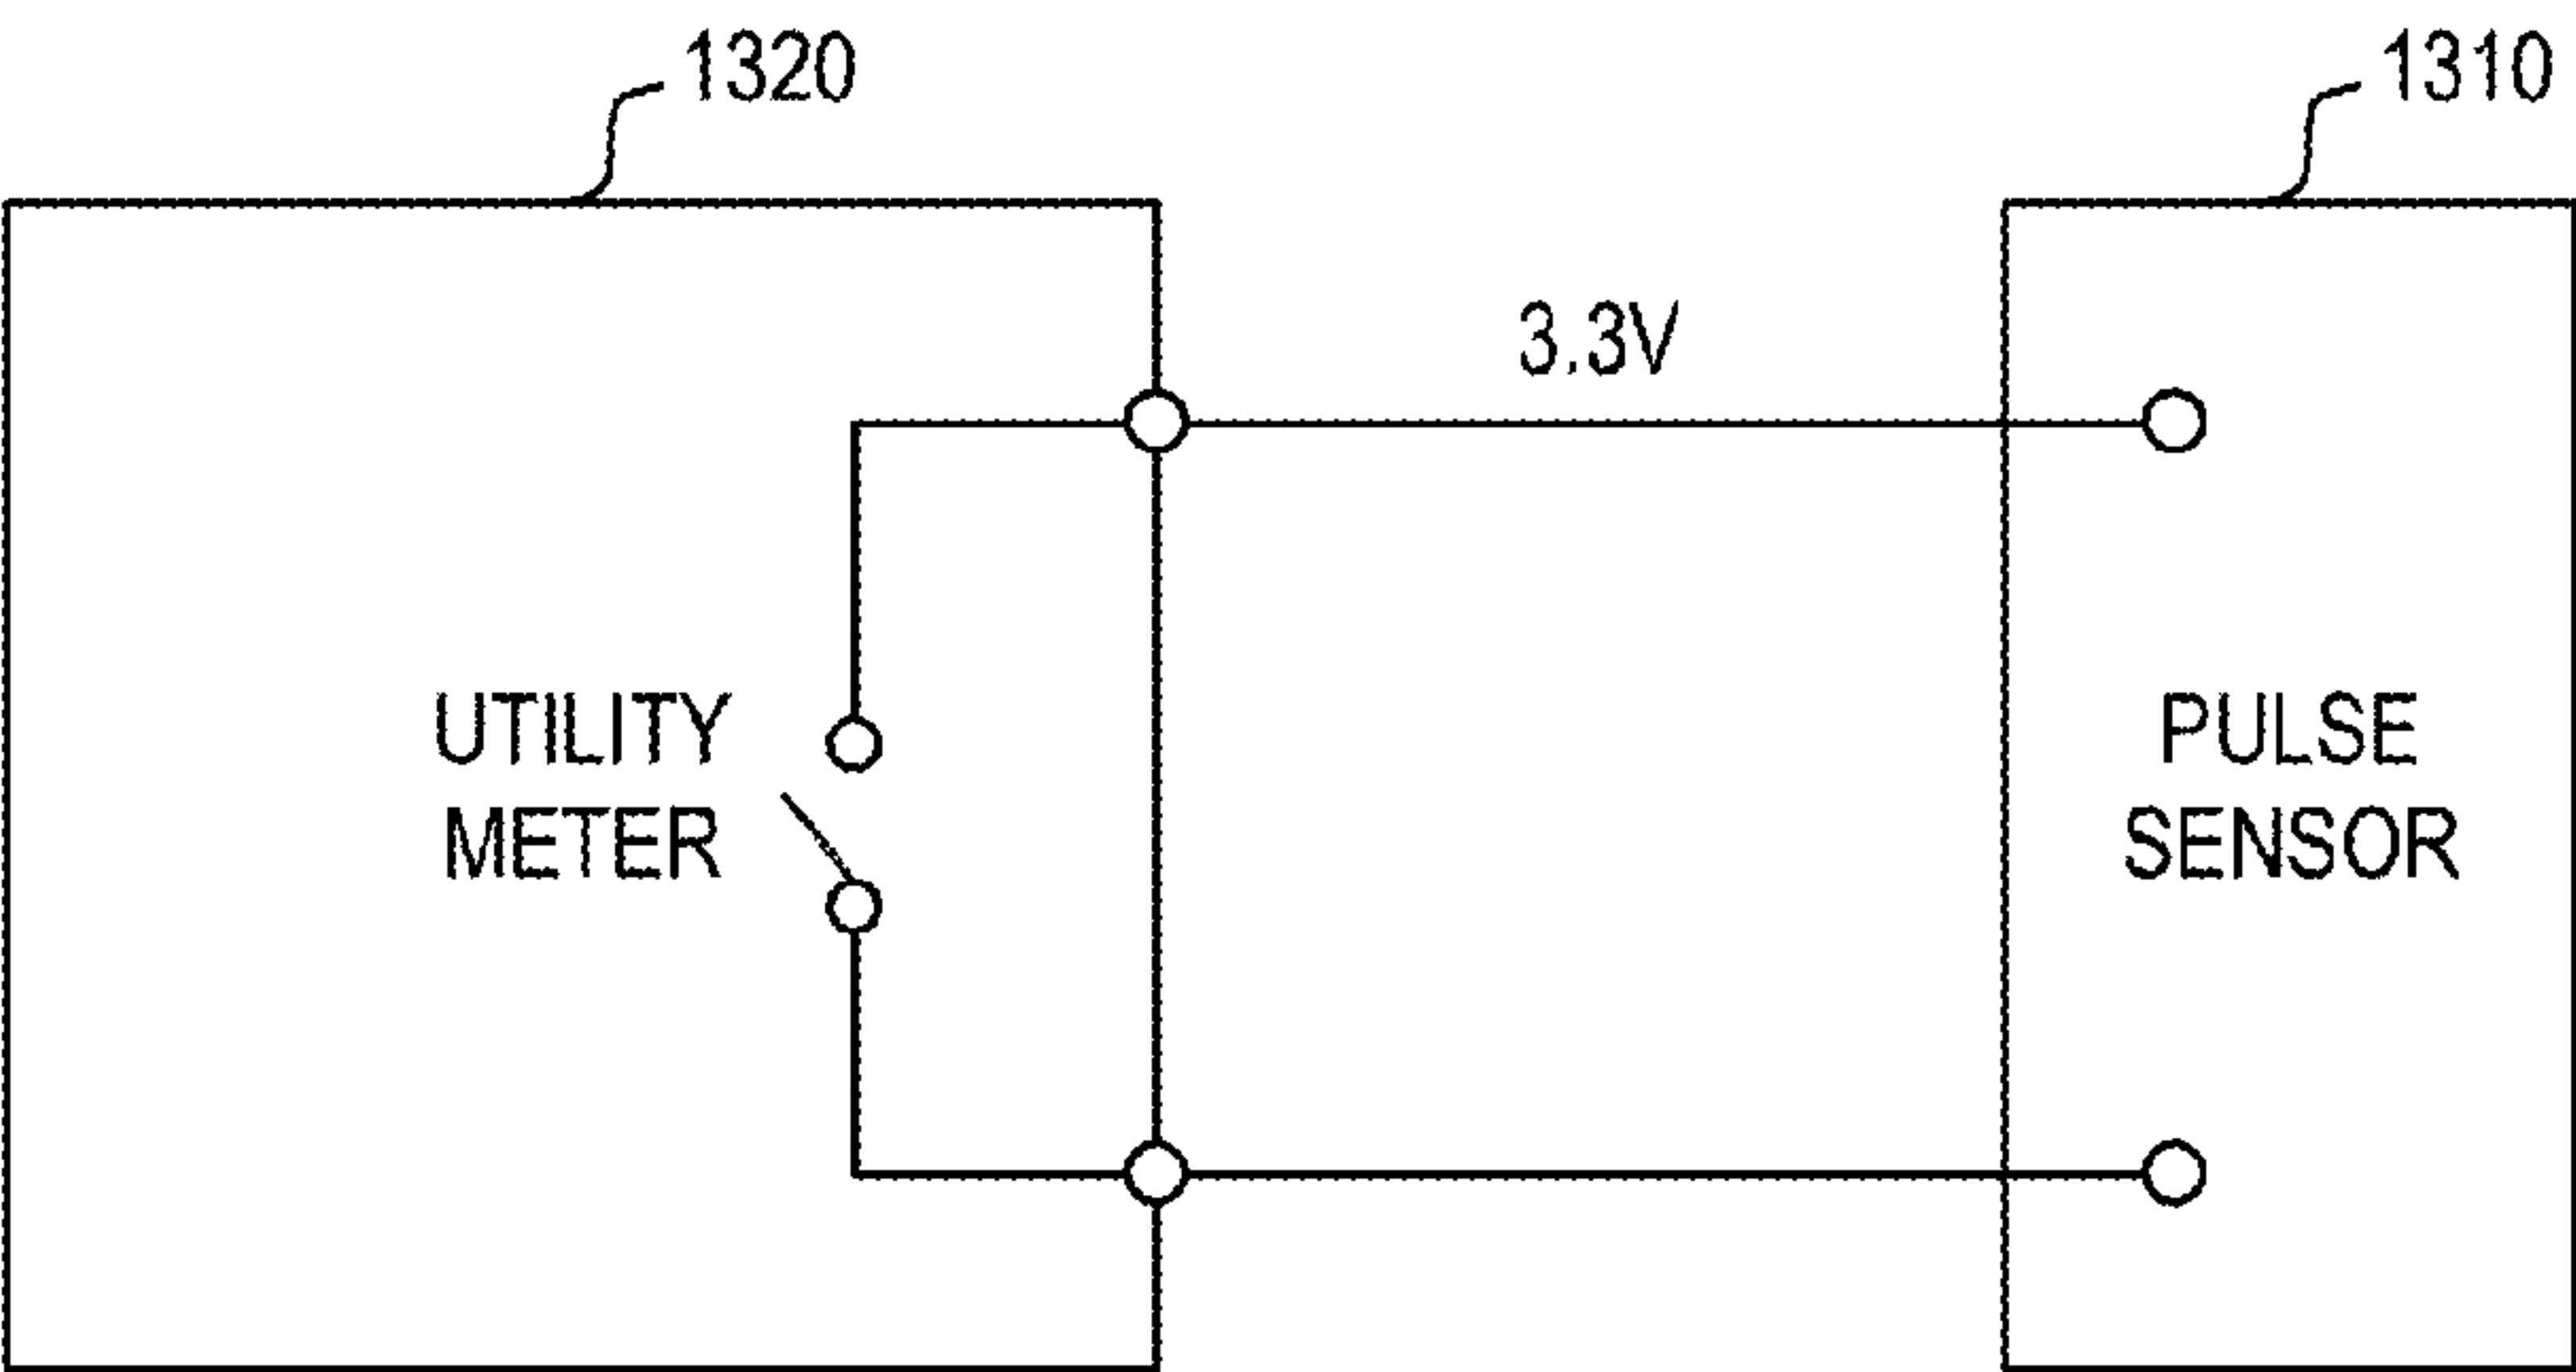 1320
1310
3.3V
UTILITY
METER
PULSE
SENSOR